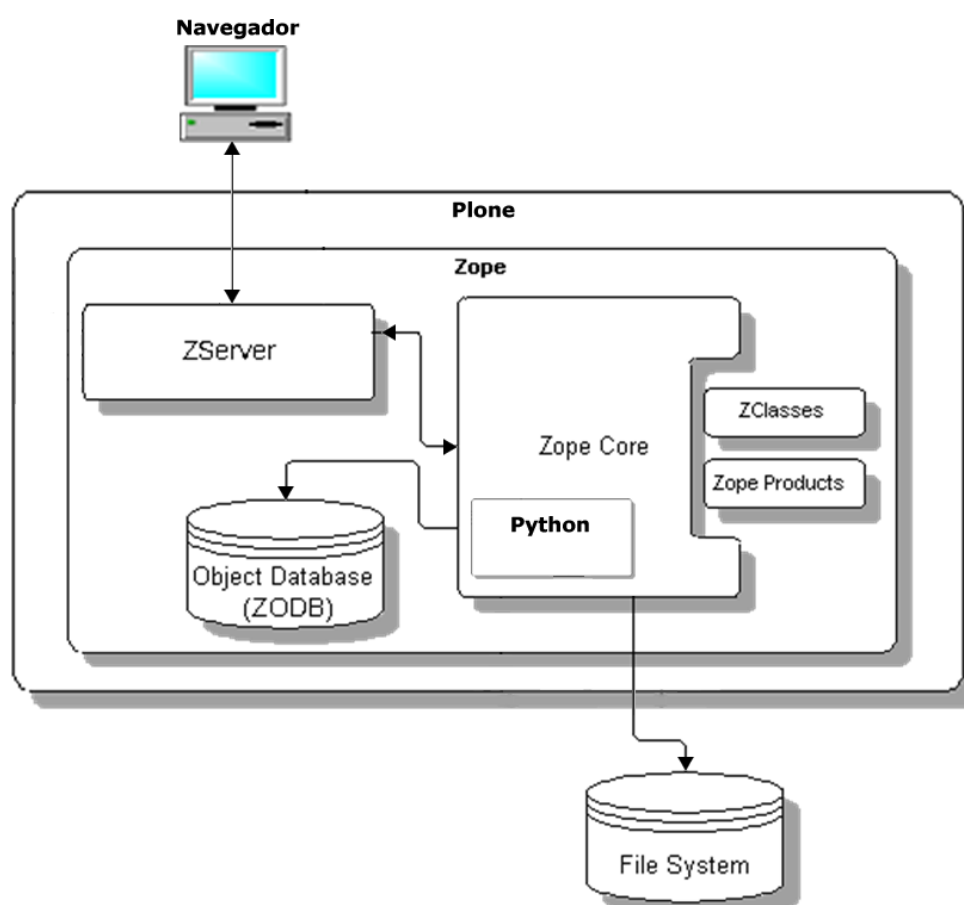 Navegador
Plone
Zope
ZServer
ZClasses
Zope Core
Zope Products
Python
Object Database
(ZODB)
File System